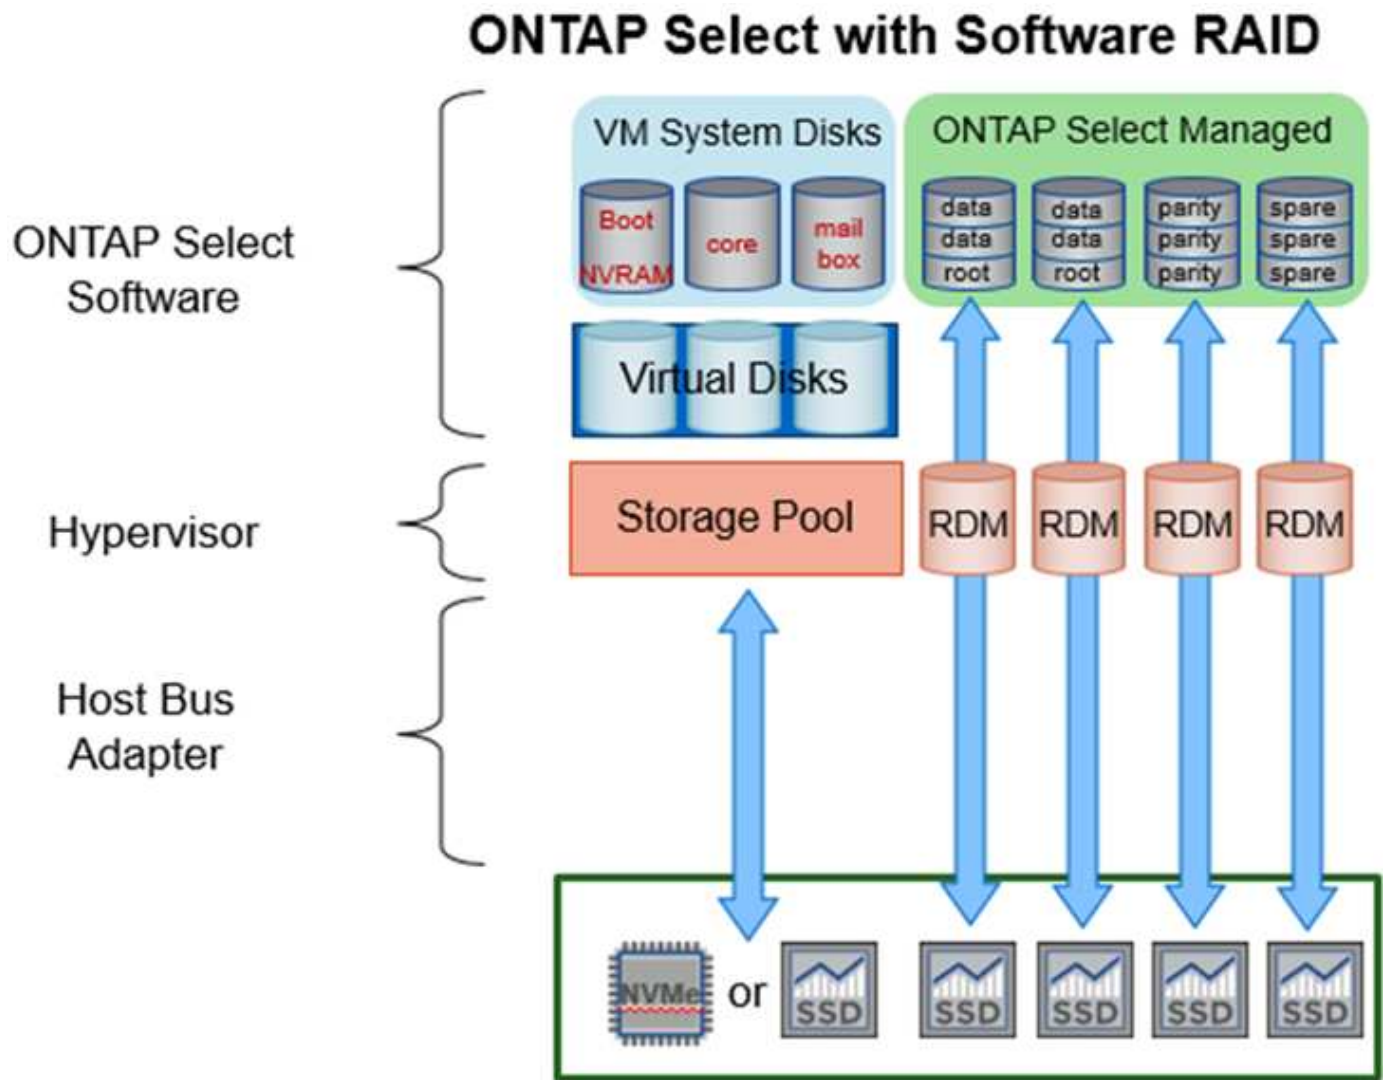 ONTAP Select with Software RAID
VM System Disks
ONTAP Select Managed
Boot
NVRAM
core
mail
box
data
data
root
data
data
root
parity
parity
parity
spare
spare
spare
ONTAP Select
Software
Virtual Disks
Hypervisor
Storage Pool
RDM
RDM
RDM
RDM
Host Bus
Adapter
NVMe
or
SSD
SSD
SSD
SSD
SSD